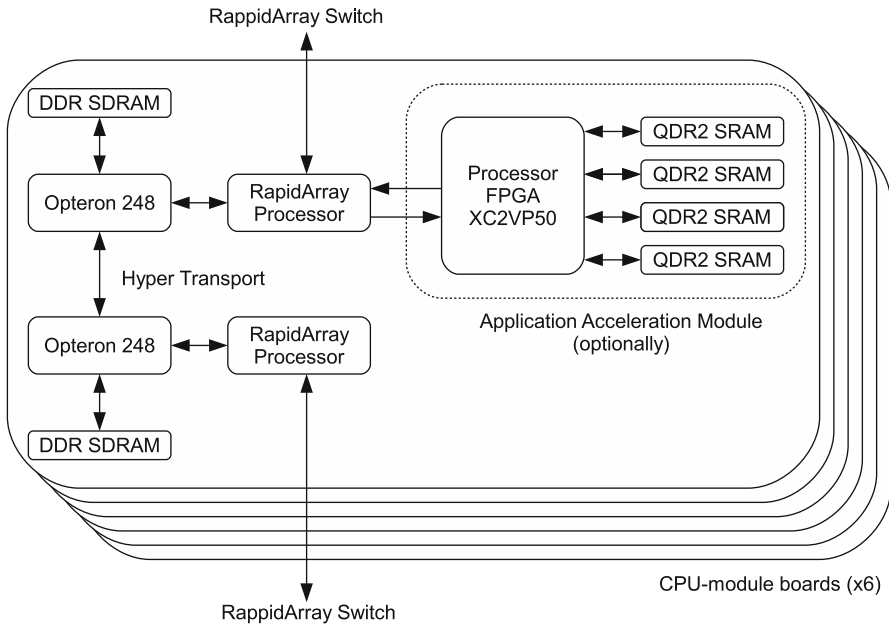 RappidArray Switch
DDR SDRAM
Opteron 248
RapidArray
Processor
Processor
FPGA
XC2VP50
QDR2 SRAM
QDR2 SRAM
QDR2 SRAM
QDR2 SRAM
Hyper Transport
Application Acceleration Module
(optionally)
Opteron 248
RapidArray
Processor
DDR SDRAM
CPU-module boards (x6)
RappidArray Switch